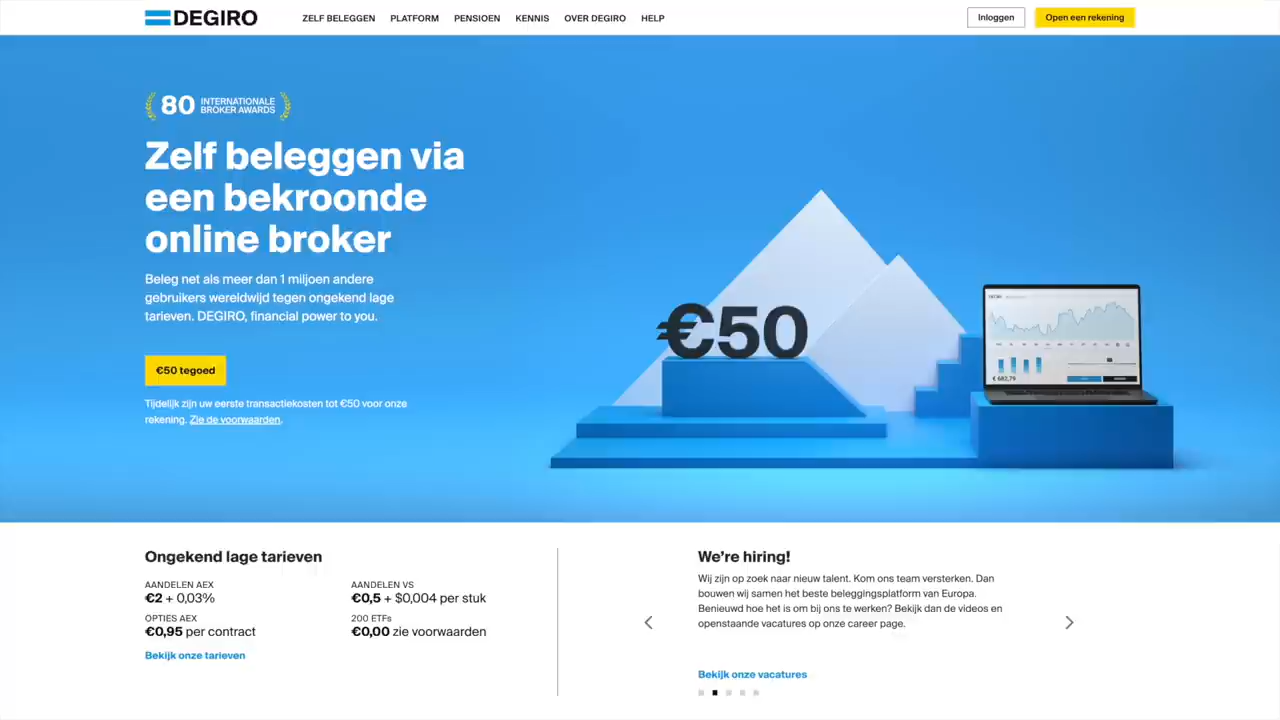 DEGIRO
ZELF BELEGGEN
PLATFORM
PENSIOEN
KENNIS
OVER DEGIRO
HELP
Inloggen
Open een rekening
80 INTERNATIONALE
BROKER AWARDS
Zelf beleggen via
een bekroonde
online broker
Beleg net als meer dan 1 miljoen andere
gebruikers wereldwijd tegen ongekend lage
tarieven. DEGIRO, financial power to you.
€50 tegoed
Tijdelijk zijn uw eerste transactiekosten tot €50 voor onze
rekening. Zie de voorwaarden.
€50
€ 682,79
Ongekend lage tarieven
AANDELEN AEX
€2 + 0,03%
AANDELEN VS
€0,5 + $0,004 per stuk
OPTIES AEX
€0,95 per contract
200 ETFs
€0,00 zie voorwaarden
Bekijk onze tarieven
We're hiring!
Wij zijn op zoek naar nieuw talent. Kom ons team versterken. Dan
bouwen wij samen het beste beleggingsplatform van Europa.
Benieuwd hoe het is om bij ons te werken? Bekijk dan de videos en
openstaande vacatures op onze career page.
Bekijk onze vacatures